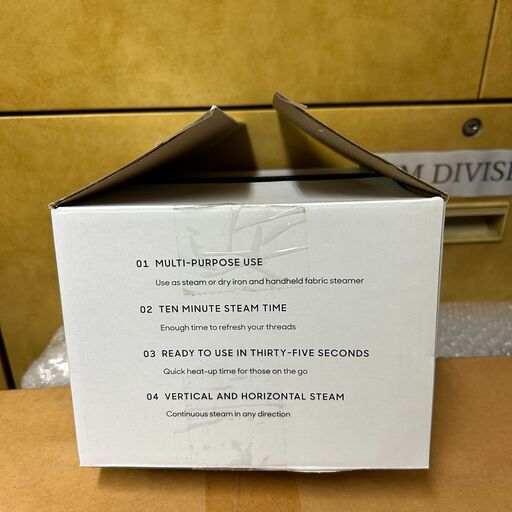 M DIVISI
01 MULTI-PURPOSE USE
Use as steam or dry iron and handheld fabric steamer
02 TEN MINUTE STEAM TIME
Enough time to refresh your threads
03 READY TO USE IN THIRTY-FIVE SECONDS
Quick heat-up time for those on the go
04 VERTICAL AND HORIZONTAL STEAM
Continuous steam in any direction